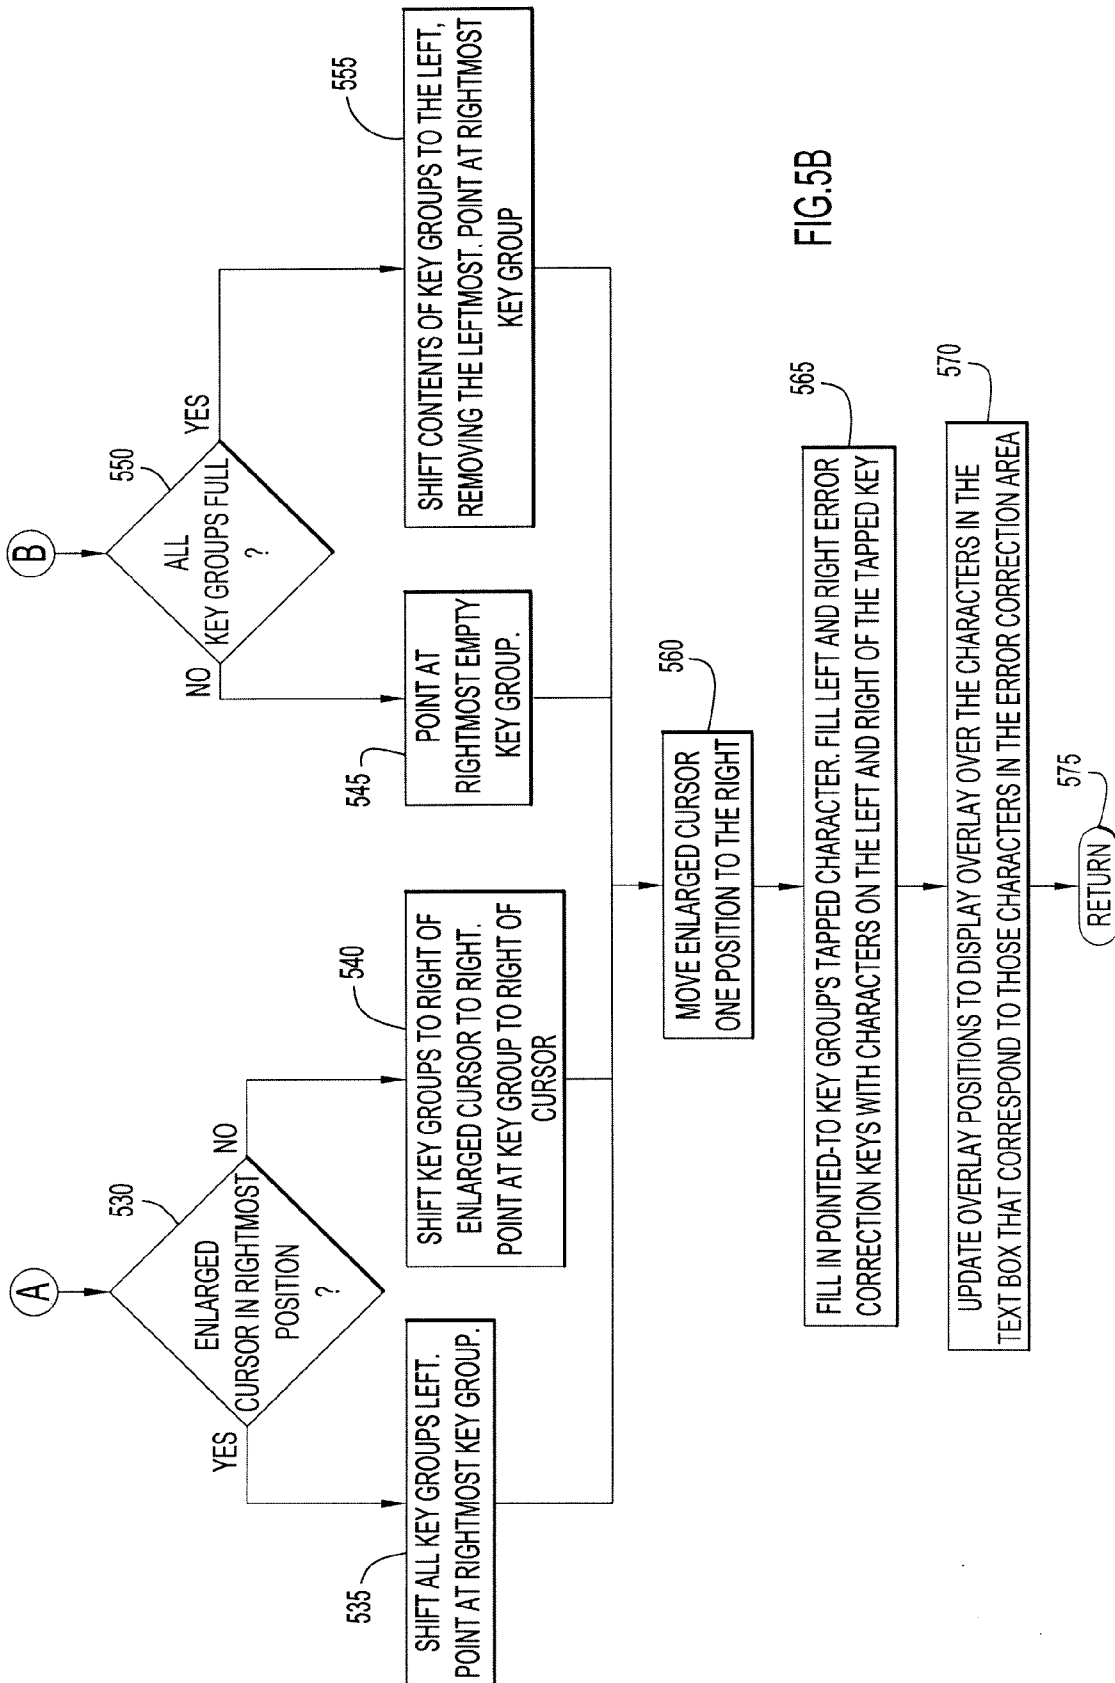 A
ENLARGED
CURSOR IN RIGHTMOST
POSITION
?
530
YES
NO
SHIFT ALL KEY GROUPS LEFT.
POINT AT RIGHTMOST KEY GROUP.
535
SHIFT KEY GROUPS TO RIGHT OF
ENLARGED CURSOR TO RIGHT.
POINT AT KEY GROUP TO RIGHT OF
CURSOR
540
B
ALL
KEY GROUPS FULL
?
550
NO
YES
POINT AT
RIGHTMOST EMPTY
KEY GROUP.
545
SHIFT CONTENTS OF KEY GROUPS TO THE LEFT,
REMOVING THE LEFTMOST. POINT AT RIGHTMOST
KEY GROUP
555
MOVE ENLARGED CURSOR
ONE POSITION TO THE RIGHT
560
FILL IN POINTED-TO KEY GROUP'S TAPPED CHARACTER. FILL LEFT AND RIGHT ERROR
CORRECTION KEYS WITH CHARACTERS ON THE LEFT AND RIGHT OF THE TAPPED KEY
565
UPDATE OVERLAY POSITIONS TO DISPLAY OVERLAY OVER THE CHARACTERS IN THE
TEXT BOX THAT CORRESPOND TO THOSE CHARACTERS IN THE ERROR CORRECTION AREA
570
RETURN
575
FIG.5B